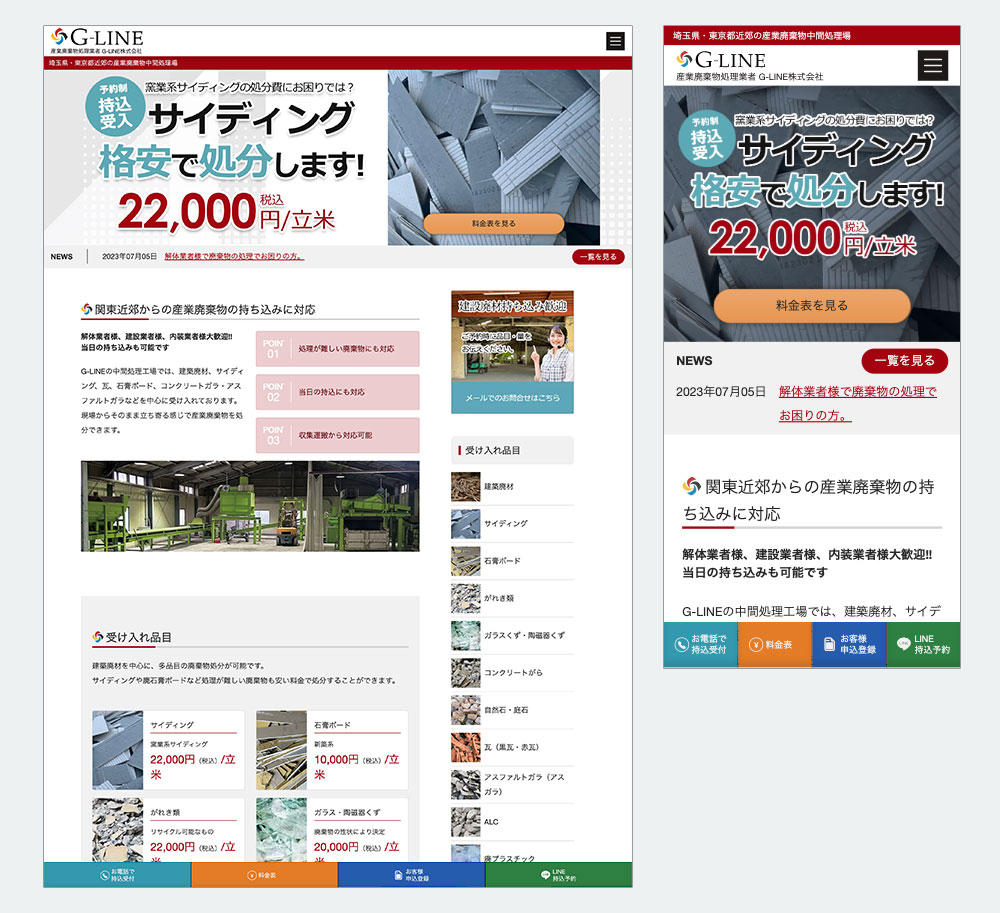 G-LINE
産業廃棄物処理業者 G-LINE株式会社
埼玉県・東京都近郊の産業廃棄物中間処理場
予約制
持込
受入
窯業系サイディングの処分費にお困りでは？
サイディング
格安で処分します!
22,000円/立米
税込
料金表を見る
NEWS
2023年07月05日 解体業者様で廃棄物の処理でお困りの方。
一覧を見る
関東近郊からの産業廃棄物の持ち込みに対応
解体業者様、建設業者様、内装業者様大歓迎!!
当日の持ち込みも可能です
G-LINEの中間処理工場では、建築廃材、サイディ
ング、瓦、石膏ボード、コンクリートガラ・アス
ファルトガラなどを中心に受け入れております。
現場からそのまま立ち寄る感じで産業廃棄物を処
分できます。
POINT
01
処理が難しい廃棄物にも対応
POINT
02
当日の持込にも対応
POINT
03
収集運搬から対応可能
受け入れ品目
建築廃材を中心に、多品目の廃棄物処分が可能です。
サイディングや廃石膏ボードなど処理が難しい廃棄物も安い料金で処分することができます。
サイディング
窯業系サイディング
22,000円（税込）/立
米
石膏ボード
新築系
10,000円（税込）/立
米
がれき類
リサイクル可能なもの
22,000円（税込）/立
米
ガラス・陶磁器くず
廃棄物の性状により決定
20,000円（税込）/立
米
建設廃材持ち込み歓迎
ご予約時に品目・量を
お伝えください。
メールでのお問合せはこちら
受け入れ品目
建築廃材
サイディング
石膏ボード
がれき類
ガラスくず・陶磁器くず
コンクリートがら
自然石・庭石
瓦（黒瓦・赤瓦）
アスファルトガラ（アス
ガラ）
ALC
廃プラスチック
お電話で
持込受付
料金表
お客様
申込登録
LINE
持込予約
埼玉県・東京都近郊の産業廃棄物中間処理場
G-LINE
産業廃棄物処理業者 G-LINE株式会社
予約制
持込
受入
窯業系サイディングの処分費にお困りでは？
サイディング
格安で処分します!
22,000円/立米
税込
料金表を見る
NEWS
一覧を見る
2023年07月05日 解体業者様で廃棄物の処理で
お困りの方。
関東近郊からの産業廃棄物の持
ち込みに対応
解体業者様、建設業者様、内装業者様大歓迎!!
当日の持ち込みも可能です
G-LINEの中間処理工場では、建築廃材、サイデ
お電話で
持込受付
料金表
お客様
申込登録
LINE
持込予約